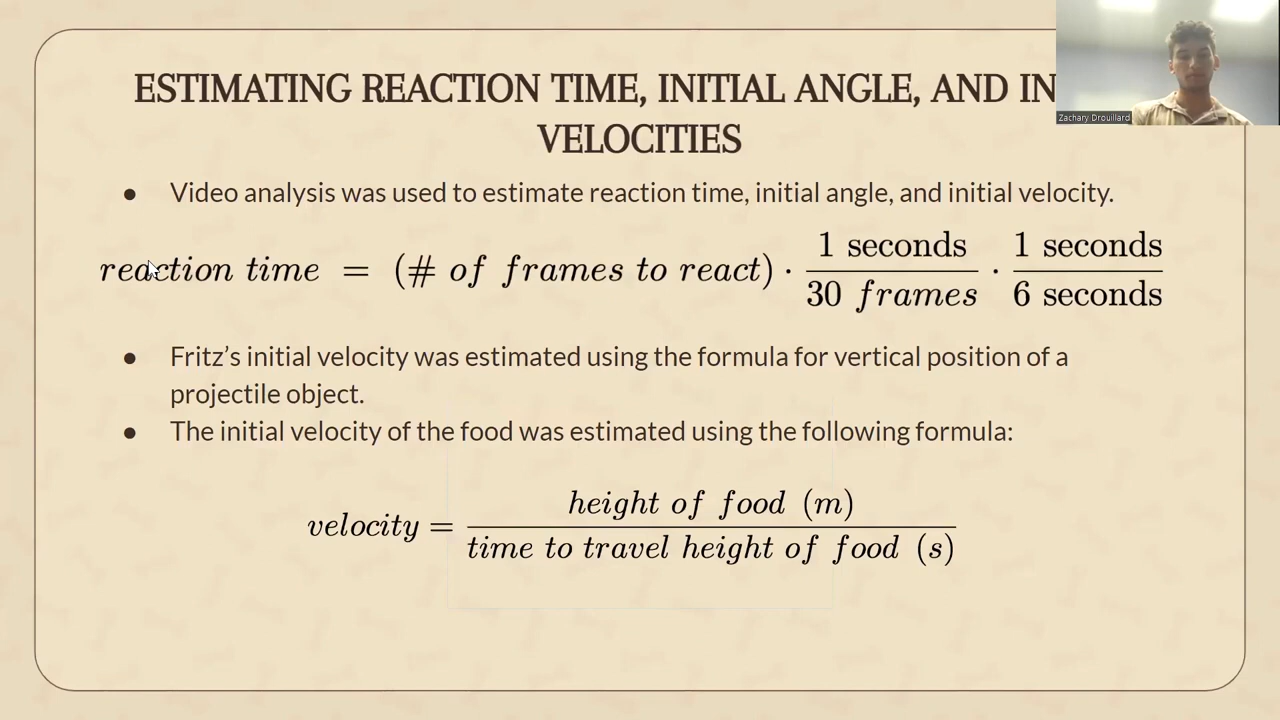 ESTIMATING REACTION TIME, INITIAL ANGLE, AND IN
VELOCITIES
Zachary Drouillard
● Video analysis was used to estimate reaction time, initial angle, and initial velocity.
reaction time = (# of frames to react) · 1 seconds / 30 frames · 1 seconds / 6 seconds
● Fritz’s initial velocity was estimated using the formula for vertical position of a
projectile object.
● The initial velocity of the food was estimated using the following formula:
velocity = height of food (m) / time to travel height of food (s)